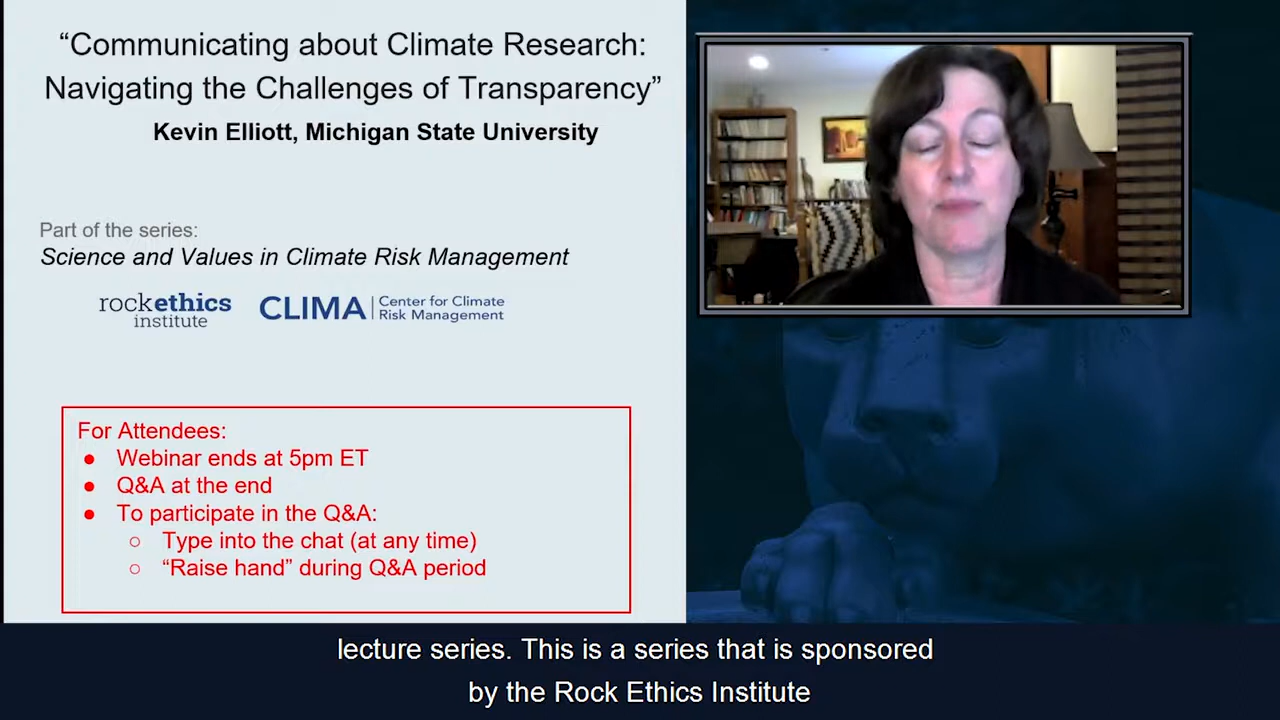 “Communicating about Climate Research:
Navigating the Challenges of Transparency”
Kevin Elliott, Michigan State University
Part of the series:
Science and Values in Climate Risk Management
rockethics
institute
CLIMA | Center for Climate
Risk Management
For Attendees:
● Webinar ends at 5pm ET
● Q&A at the end
● To participate in the Q&A:
○ Type into the chat (at any time)
○ “Raise hand” during Q&A period
lecture series. This is a series that is sponsored
by the Rock Ethics Institute